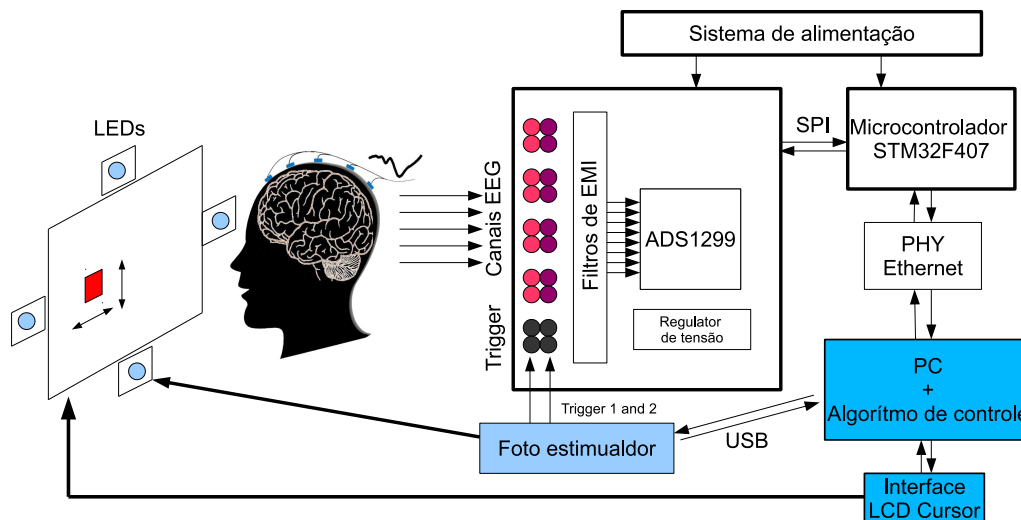 Sistema de alimentação
LEDs
SPI
Microcontrolador
STM32F407
Canais EEG
Filtros de EMI
ADS1299
PHY
Ethernet
Trigger
Regulator
de tensão
PC
+
Algorítmo de controle
Trigger 1 and 2
Foto estimualdor
USB
Interface
LCD Cursor